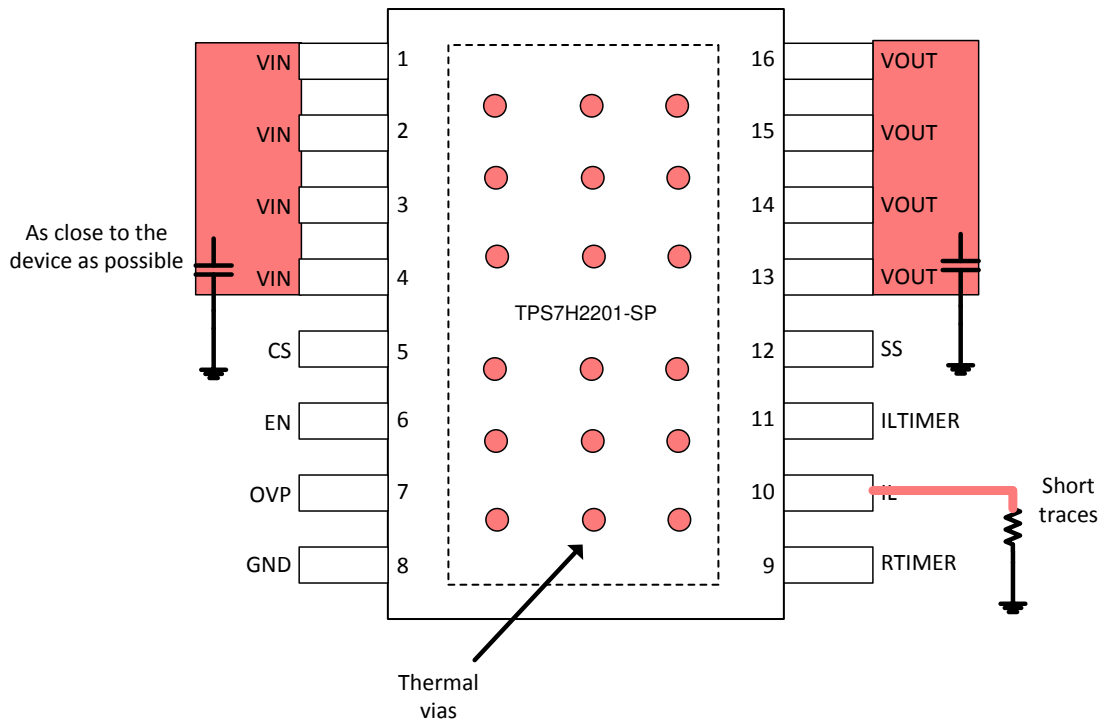 VIN 1 16 VOUT
VIN 2 15 VOUT
VIN 3 14 VOUT
As close to the
device as possible
VIN 4 13 VOUT
TPS7H2201-SP
CS 5 12 SS
EN 6 11 ILTIMER
OVP 7 10 IL
Short
traces
GND 8 9 RTIMER
Thermal
vias